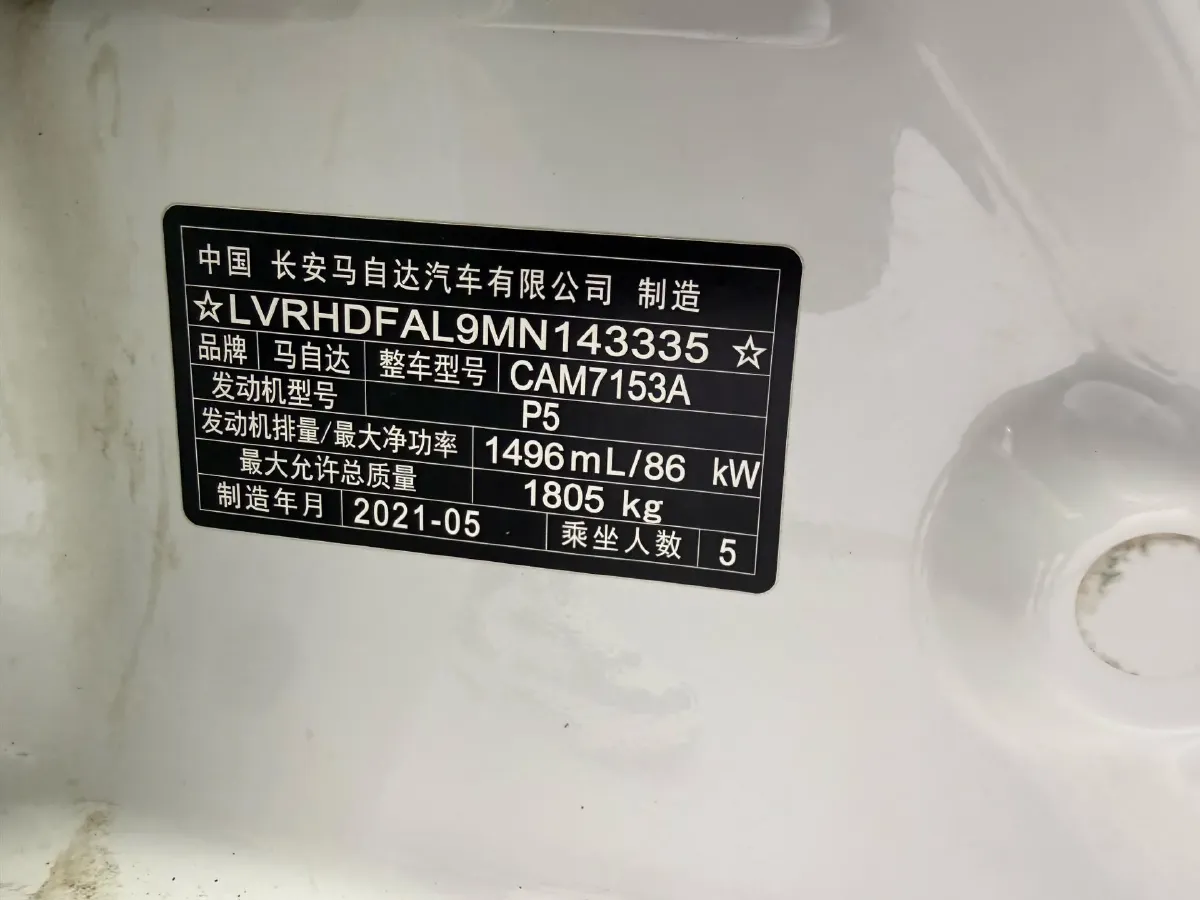 中国 长安马自达汽车有限公司 制造
☆LVRHDFAL9MN143335☆
品牌 马自达 整车型号 CAM7153A
发动机型号 P5
发动机排量/最大净功率 1496mL/86 kW
最大允许总质量 1805 kg
制造年月 2021-05 乘坐人数 5